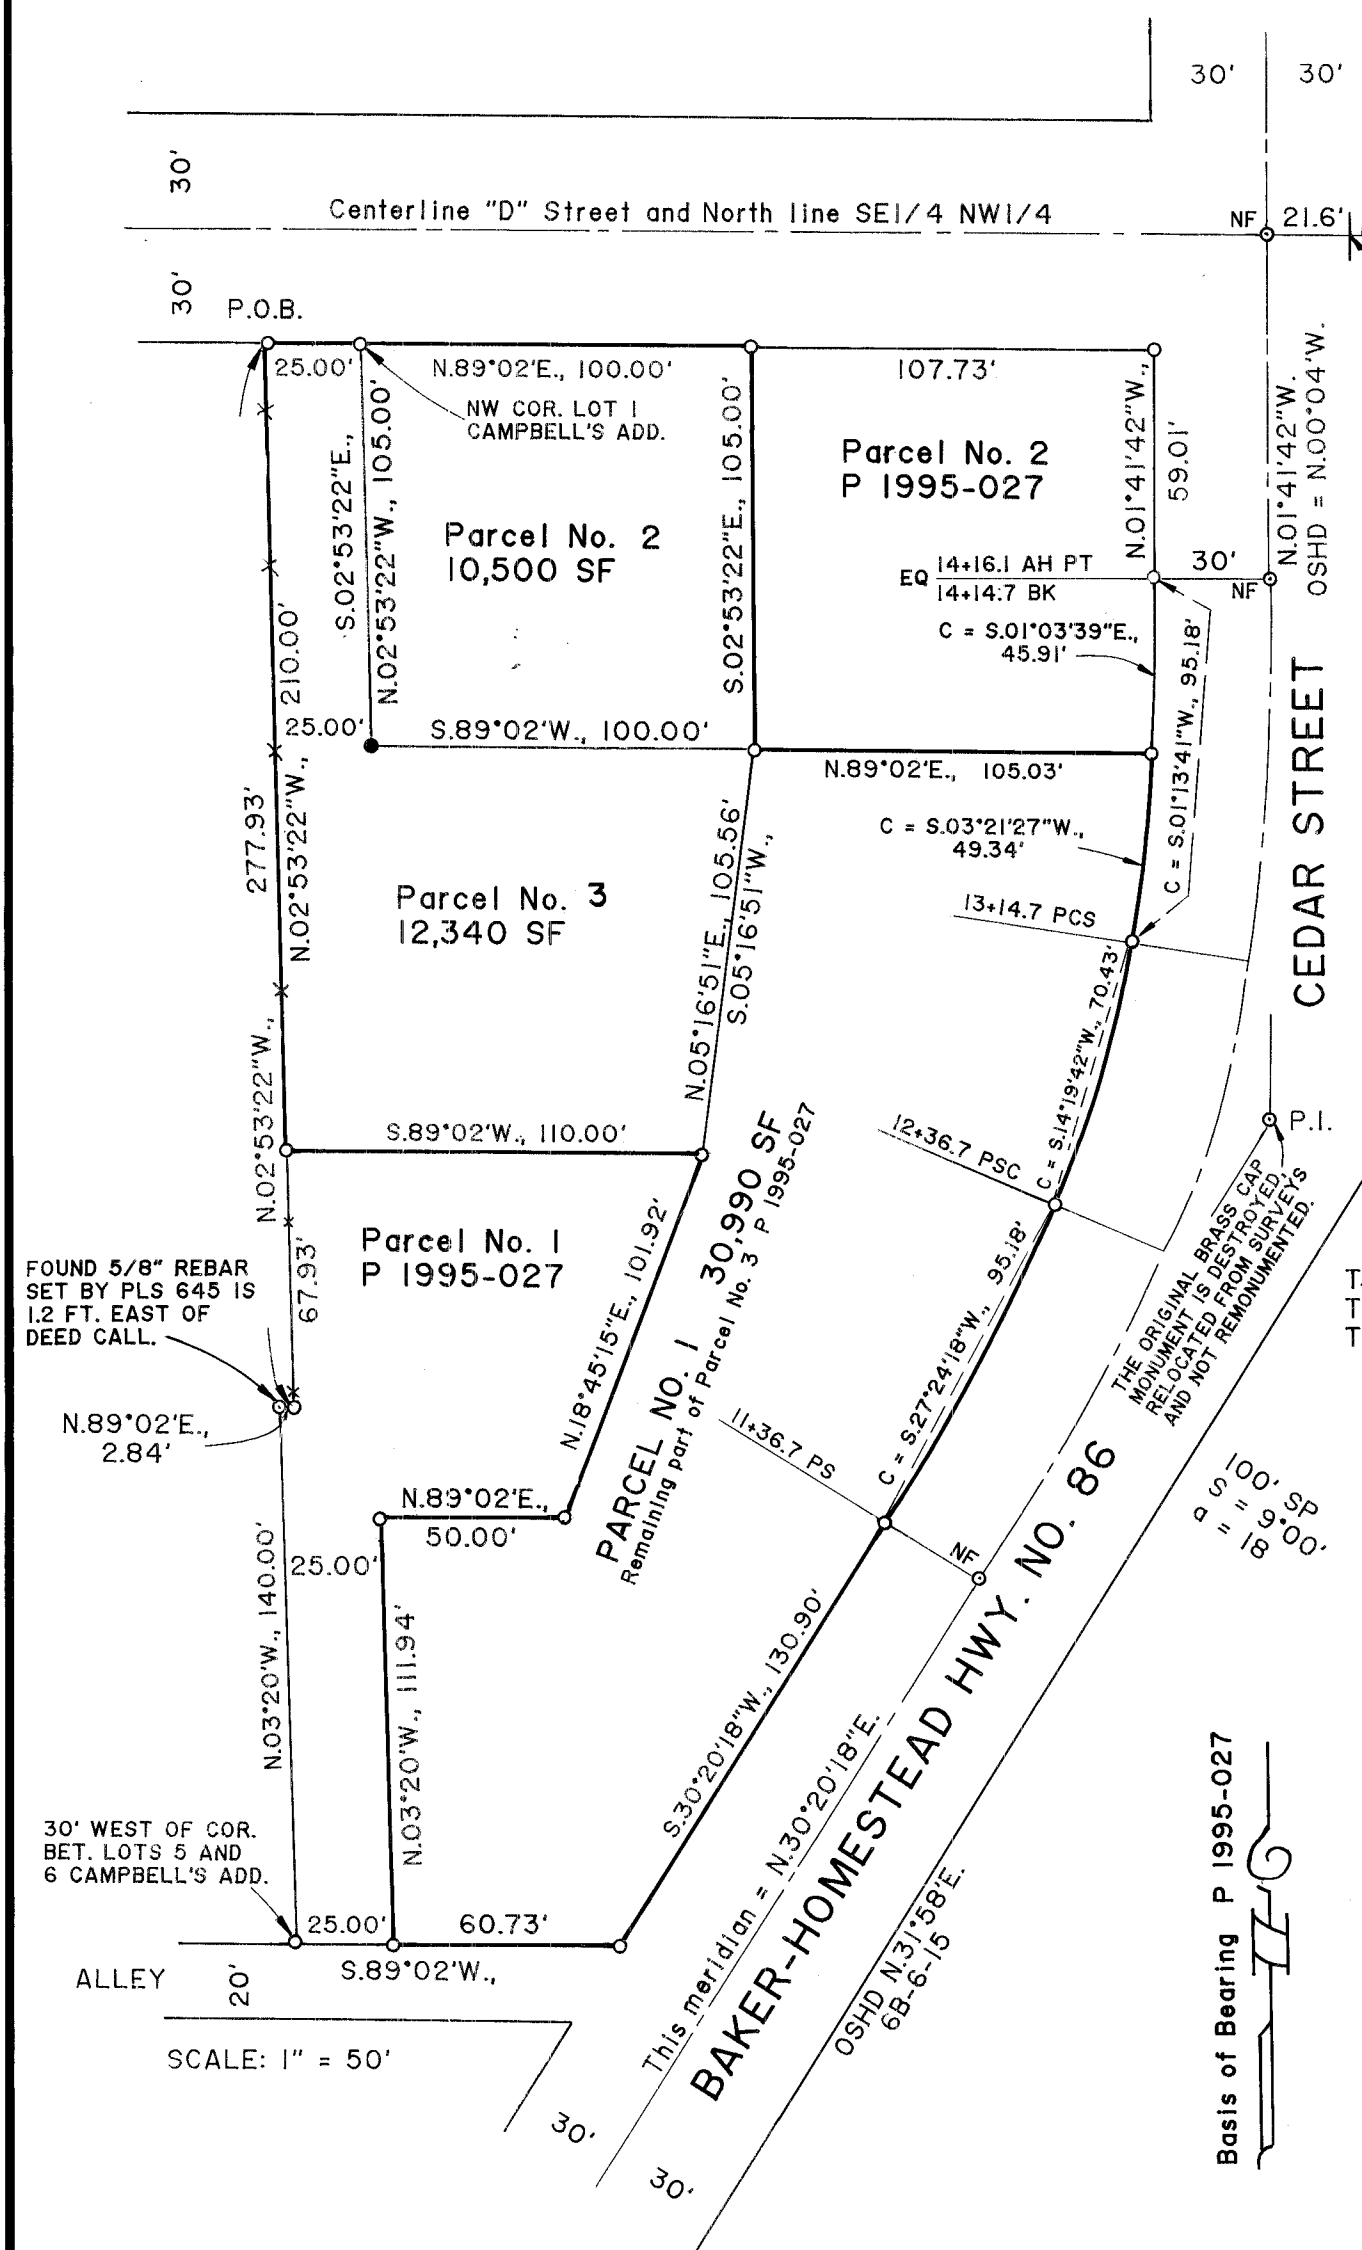 30'
30'
30'
Centerline "D" Street and North line SE1/4 NW1/4
NF
21.6'
30'
P.O.B.
25.00'
N.89°02'E., 100.00'
107.73'
NW COR. LOT 1
CAMPBELL'S ADD.
S.02°53'22"E.,
N.02°53'22"W., 105.00'
S.02°53'22"E., 105.00'
Parcel No. 2
P 1995-027
N.01°41'42"W.,
59.01'
N.01°41'42"W.
OSHD = N.00°04'W.
Parcel No. 2
10,500 SF
EQ
14+16.1 AH PT
14+14.7 BK
30'
NF
C = S.01°03'39"E.,
45.91'
C = S.01°13'41"W., 95.18'
210.00'
25.00'
S.89°02'W., 100.00'
N.89°02'E., 105.03'
CEDAR STREET
277.93'
N.02°53'22"W.,
C = S.03°21'27"W.,
49.34'
N.05°16'51"E., 105.56'
S.05°16'51"W.,
Parcel No. 3
12,340 SF
13+14.7 PCS
C = S.14°19'42"W., 70.43'
N.02°53'22"W.,
67.93'
S.89°02'W., 110.00'
12+36.7 PSC
P.I.
THE ORIGINAL BRASS CAP
MONUMENT IS DESTROYED,
RELOCATED FROM SURVEYS
AND NOT REMONUMENTED.
Parcel No. 1
P 1995-027
N.18°45'15"E., 101.92'
PARCEL NO. 1 30,990 SF
Remaining part of Parcel No. 3 P 1995-027
FOUND 5/8" REBAR
SET BY PLS 645 IS
1.2 FT. EAST OF
DEED CALL.
T
T
N.89°02'E.,
2.84'
C = S.27°24'18"W., 95.18'
11+36.7 PS
NF
100' SP
S = 9°00'
a = 18
N.89°02'E.,
50.00'
N.03°20'W., 140.00'
25.00'
N.03°20'W., 111.94'
S.30°20'18"W., 130.90'
This meridian = N.30°20'18"E.
BAKER-HOMESTEAD HWY. NO. 86
OSHD N.31°58'E.
6B-6-15
30' WEST OF COR.
BET. LOTS 5 AND
6 CAMPBELL'S ADD.
25.00'
60.73'
S.89°02'W.,
ALLEY
20'
SCALE: 1" = 50'
30'
30'
Basis of Bearing P 1995-027